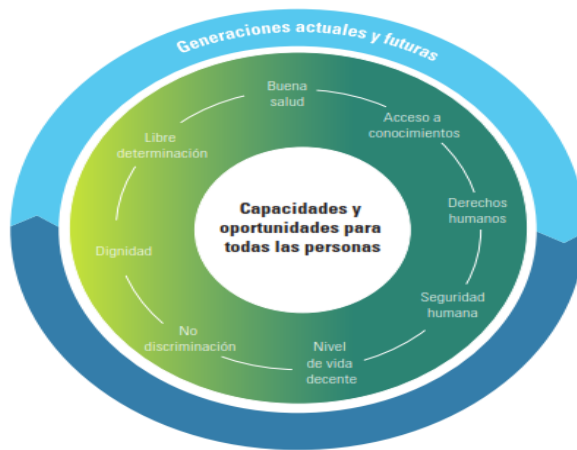 Generaciones actuales y futuras
Buena
salud
Acceso a
conocimientos
Derechos
humanos
Seguridad
humana
Nivel
de vida
decente
No
discriminación
Dignidad
Libre
determinación
Capacidades y
oportunidades para
todas las personas